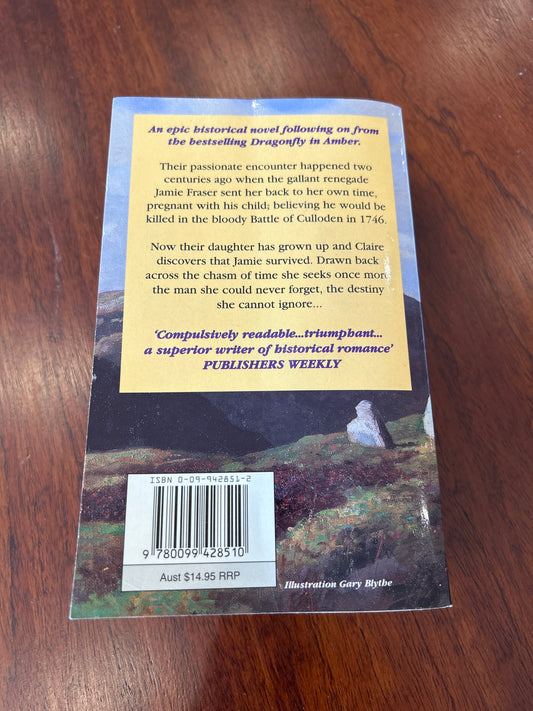 An epic historical novel following on from
the bestselling Dragonfly in Amber.
Their passionate encounter happened two
centuries ago when the gallant renegade
Jamie Fraser sent her back to her own time,
pregnant with his child; believing he would be
killed in the bloody Battle of Culloden in 1746.
Now their daughter has grown up and Claire
discovers that Jamie survived. Drawn back
across the chasm of time she seeks once more
the man she could never forget, the destiny
she cannot ignore...
'Compulsively readable...triumphant...
a superior writer of historical romance'
PUBLISHERS WEEKLY
ISBN 0-09-942851-2
9 780099 428510
Aust $14.95 RRP
Illustration Gary Blythe